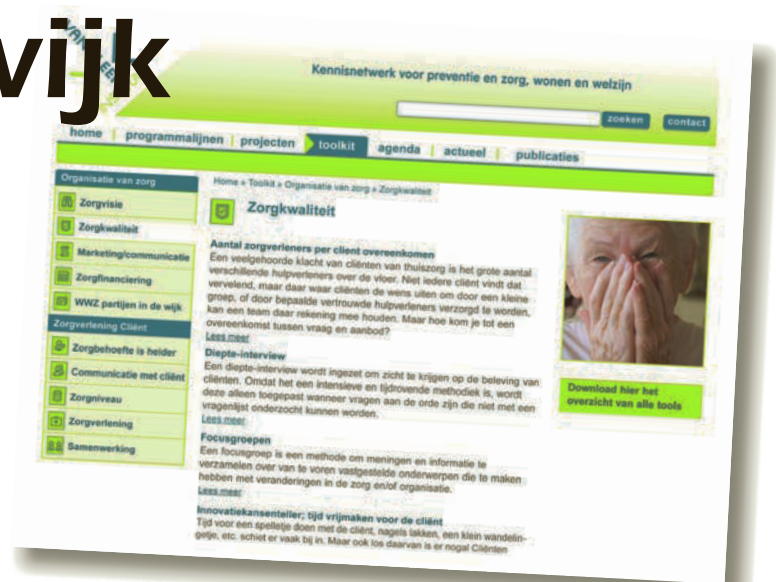 vijk
Kennisnetwerk voor preventie en zorg, wonen en welzijn
zoeken
contact
home | programmalijnen | projecten toolkit agenda | actueel | publicaties
Organisatie van zorg
Zorgvisie
Zorgkwaliteit
Marketing/communicatie
Zorgfinanciering
WWZ partijen in de wijk
Zorgverlening Cliënt
Zorgbehoefte is helder
Communicatie met cliënt
Zorgniveau
Zorgverlening
Samenwerking
Home » Toolkit » Organisatie van zorg » Zorgkwaliteit
Zorgkwaliteit
Aantal zorgverleners per client overeenkomen
Een veelgehoorde klacht van cliënten van thuiszorg is het grote aantal
verschillende hulpverleners over de vloer. Niet iedere cliënt vindt dat
vervelend, maar daar waar cliënten de wens uiten om door een kleine
groep, of door bepaalde vertrouwde hulpverleners verzorgd te worden,
kan een team daar rekening mee houden. Maar hoe kom je tot een
overeenkomst tussen vraag en aanbod?
Lees meer
Diepte-interview
Een diepte-interview wordt ingezet om zicht te krijgen op de beleving van
cliënten. Omdat het een intensieve en tijdrovende methodiek is, wordt
deze alleen toegepast wanneer vragen aan de orde zijn die niet met een
vragenlijst onderzocht kunnen worden.
Lees meer
Focusgroepen
Een focusgroep is een methode om meningen en informatie te
verzamelen over van te voren vastgestelde onderwerpen die te maken
hebben met veranderingen in de zorg en/of organisatie.
Lees meer
Innovatiekansenteller; tijd vrijmaken voor de cliënt
Tijd voor een spelletje doen met de cliënt, nagels lakken, een klein wandelin-
getje, etc. schiet er vaak bij in. Maar ook los daarvan is er nogal Cliënten
Download hier het
overzicht van alle tools